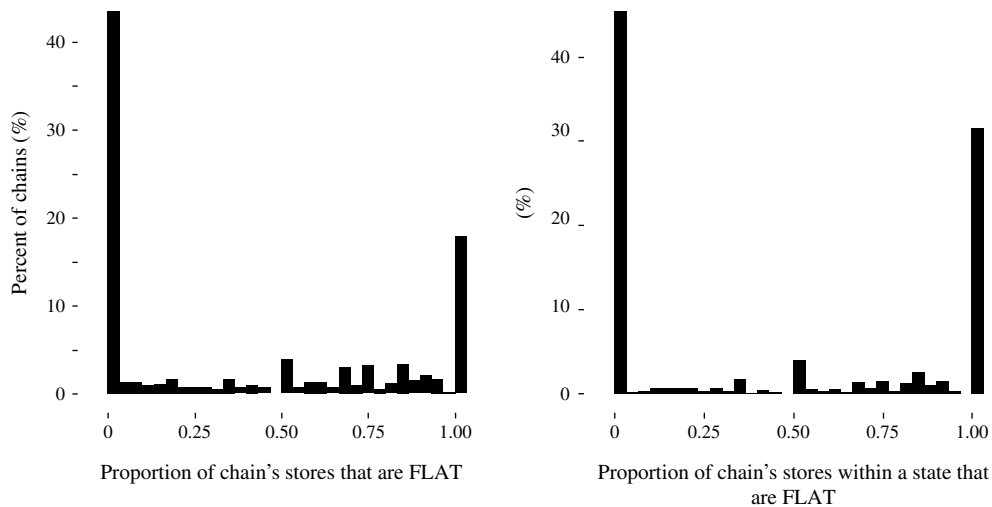 40
30
20
10
0
Percent of chains (%)
0 0.25 0.50 0.75 1.00
Proportion of chain’s stores that are FLAT
40
30
20
10
0
(%)
0 0.25 0.50 0.75 1.00
Proportion of chain’s stores within a state that
are FLAT